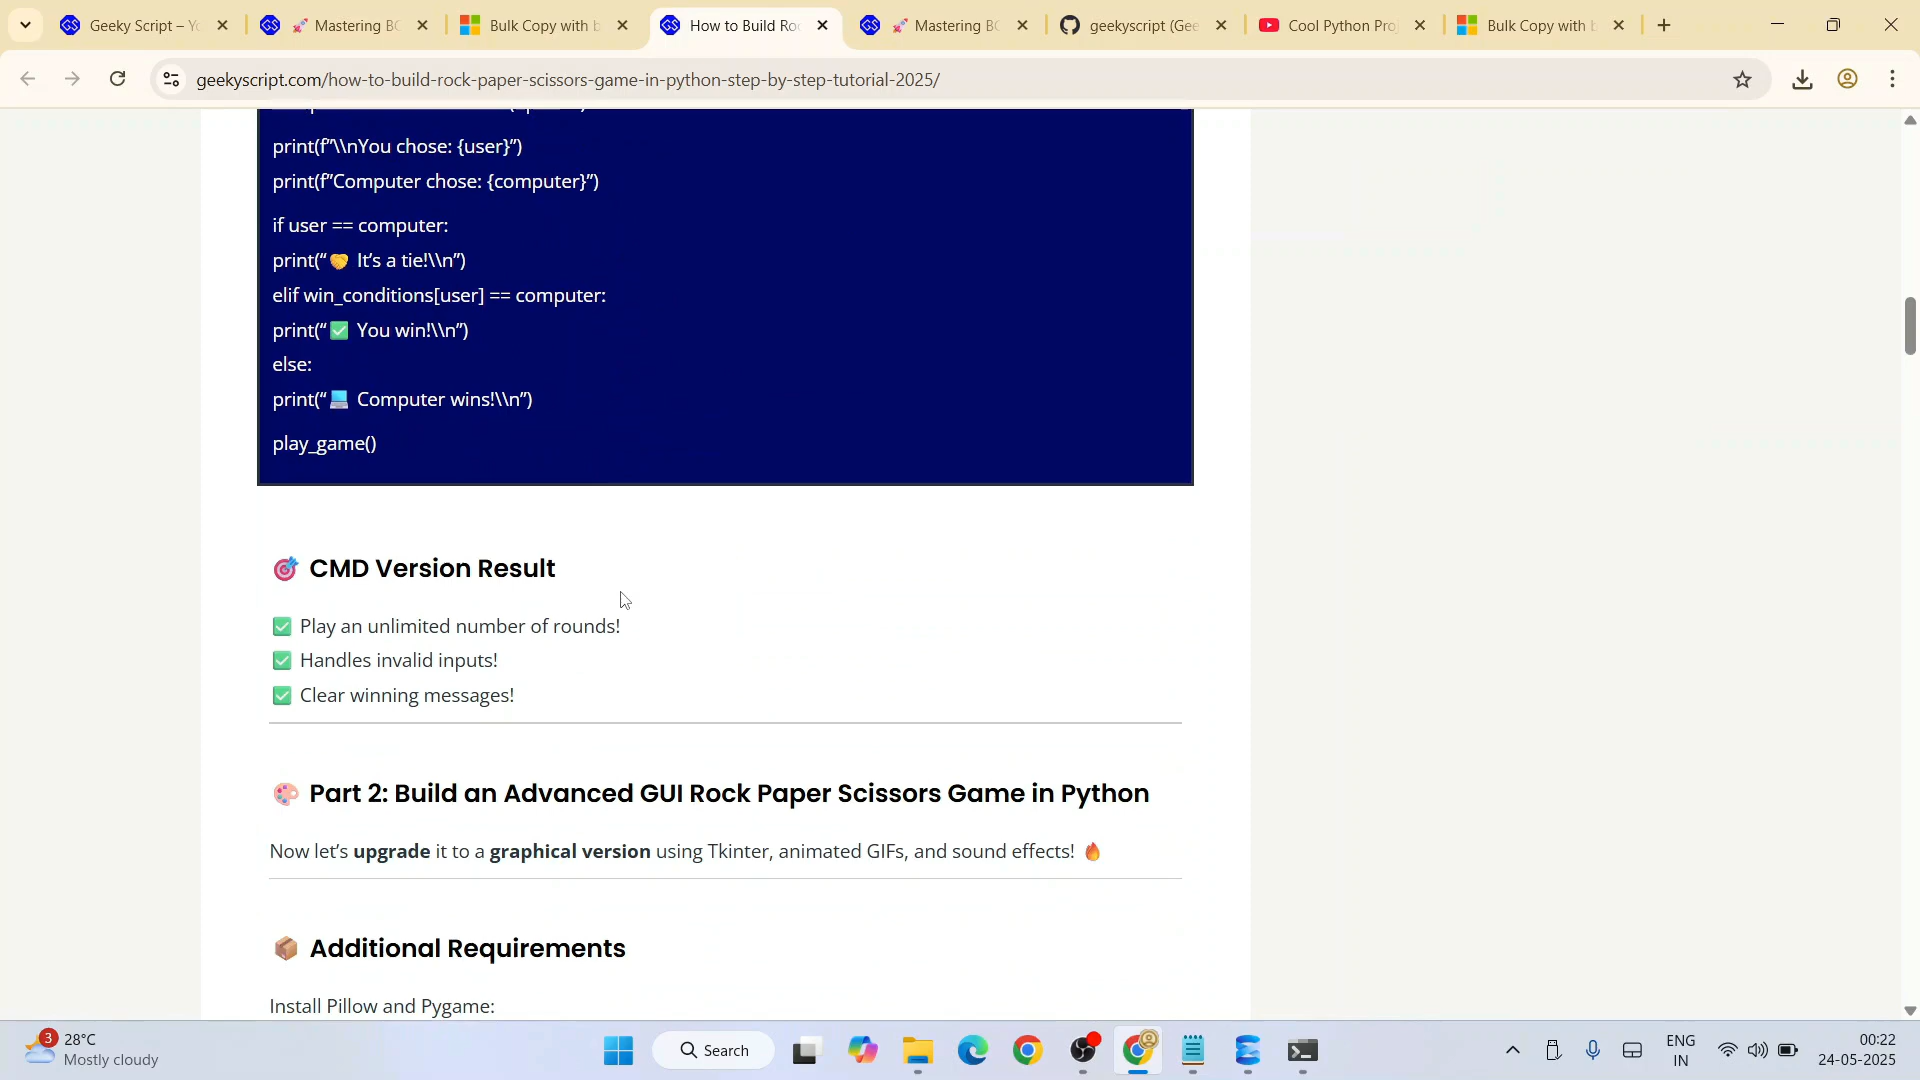 Geeky Script – Yo
🚀 Mastering BC
Bulk Copy with b
How to Build Roc
🚀 Mastering BC
geekyscript (Gee
Cool Python Proj
Bulk Copy with b
geekyscript.com/how-to-build-rock-paper-scissors-game-in-python-step-by-step-tutorial-2025/
print(f”\\nYou chose: {user}”)
print(f”Computer chose: {computer}”)
if user == computer:
print(“🤝 It’s a tie!\\n”)
elif win_conditions[user] == computer:
print(“✅ You win!\\n”)
else:
print(“💻 Computer wins!\\n”)
play_game()
🎯 CMD Version Result
✅ Play an unlimited number of rounds!
✅ Handles invalid inputs!
✅ Clear winning messages!
🎨 Part 2: Build an Advanced GUI Rock Paper Scissors Game in Python
Now let’s upgrade it to a graphical version using Tkinter, animated GIFs, and sound effects! 🔥
📦 Additional Requirements
Install Pillow and Pygame:
3
28°C
Mostly cloudy
Search
ENG
IN
00:22
24-05-2025